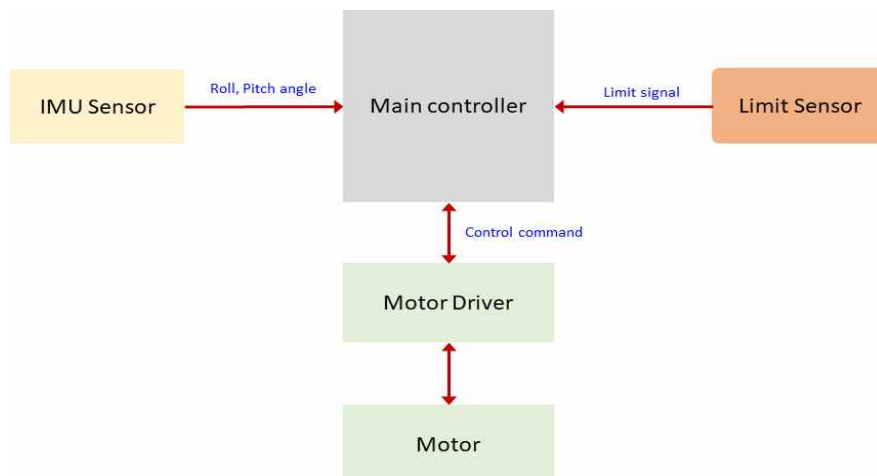 Roll, Pitch angle
IMU Sensor
Main controller
Limit signal
Limit Sensor
Control command
Motor Driver
Motor